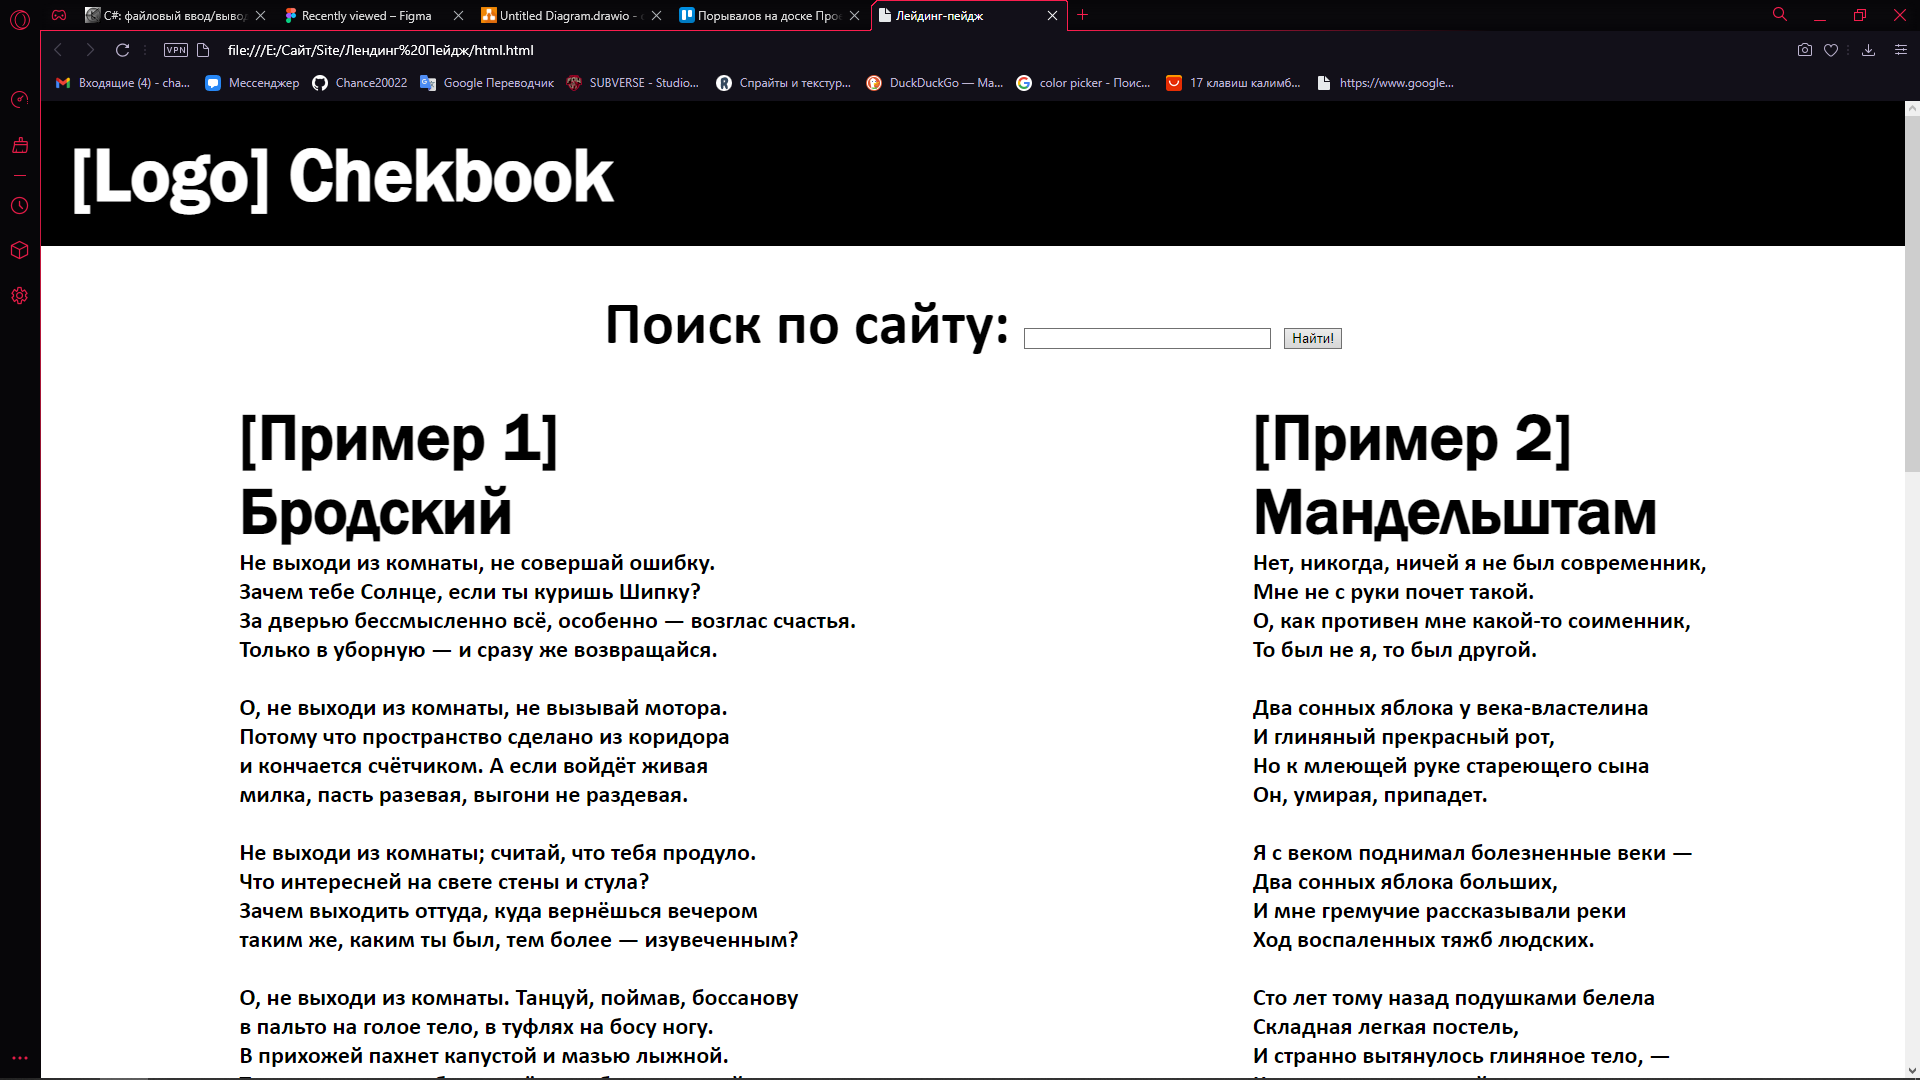 C#: файловый ввод/выво
Recently viewed – Figma
Untitled Diagram.drawio -
Порывалов на доске Про
Лейдинг-пейдж
VPN
file:///E:/Сайт/Site/Лендинг%20Пейдж/html.html
Входящие (4) - cha...
Мессенджер
Chance20022
Google Переводчик
SUBVERSE - Studio...
Спрайты и текстур...
DuckDuckGo — Ma...
color picker - Поис...
17 клавиш калимб...
https://www.google...
[Logo] Chekbook
Поиск по сайту:
Найти!
[Пример 1]
Бродский
Не выходи из комнаты, не совершай ошибку.
Зачем тебе Солнце, если ты куришь Шипку?
За дверью бессмысленно всё, особенно — возглас счастья.
Только в уборную — и сразу же возвращайся.
О, не выходи из комнаты, не вызывай мотора.
Потому что пространство сделано из коридора
и кончается счётчиком. А если войдёт живая
милка, пасть разевая, выгони не раздевая.
Не выходи из комнаты; считай, что тебя продуло.
Что интересней на свете стены и стула?
Зачем выходить оттуда, куда вернёшься вечером
таким же, каким ты был, тем более — изувеченным?
О, не выходи из комнаты. Танцуй, поймав, боссанову
в пальто на голое тело, в туфлях на босу ногу.
В прихожей пахнет капустой и мазью лыжной.
[Пример 2]
Мандельштам
Нет, никогда, ничей я не был современник,
Мне не с руки почет такой.
О, как противен мне какой-то соименник,
То был не я, то был другой.
Два сонных яблока у века-властелина
И глиняный прекрасный рот,
Но к млеющей руке стареющего сына
Он, умирая, припадет.
Я с веком поднимал болезненные веки —
Два сонных яблока больших,
И мне гремучие рассказывали реки
Ход воспаленных тяжб людских.
Сто лет тому назад подушками белела
Складная легкая постель,
И странно вытянулось глиняное тело, —